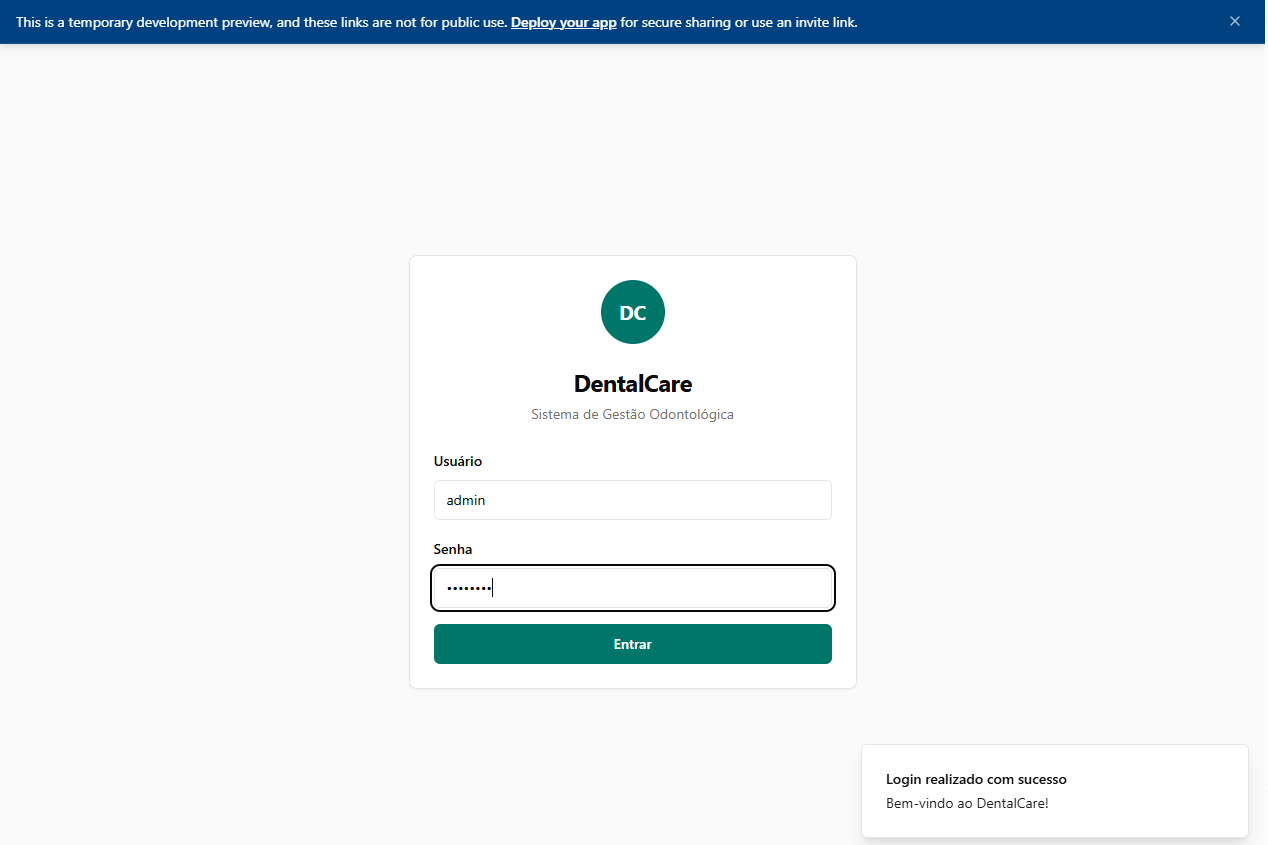 This is a temporary development preview, and these links are not for public use. Deploy your app for secure sharing or use an invite link.
DC
DentalCare
Sistema de Gestão Odontológica
Usuário
admin
Senha
••••••••
Entrar
Login realizado com sucesso
Bem-vindo ao DentalCare!